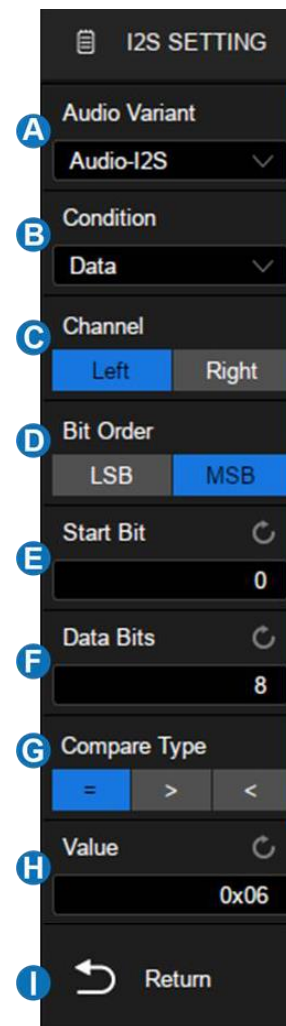 I2S SETTING
A
Audio Variant
Audio-I2S
B
Condition
Data
C
Channel
Left Right
D
Bit Order
LSB MSB
E
Start Bit
0
F
Data Bits
8
G
Compare Type
= > <
H
Value
0x06
I
Return